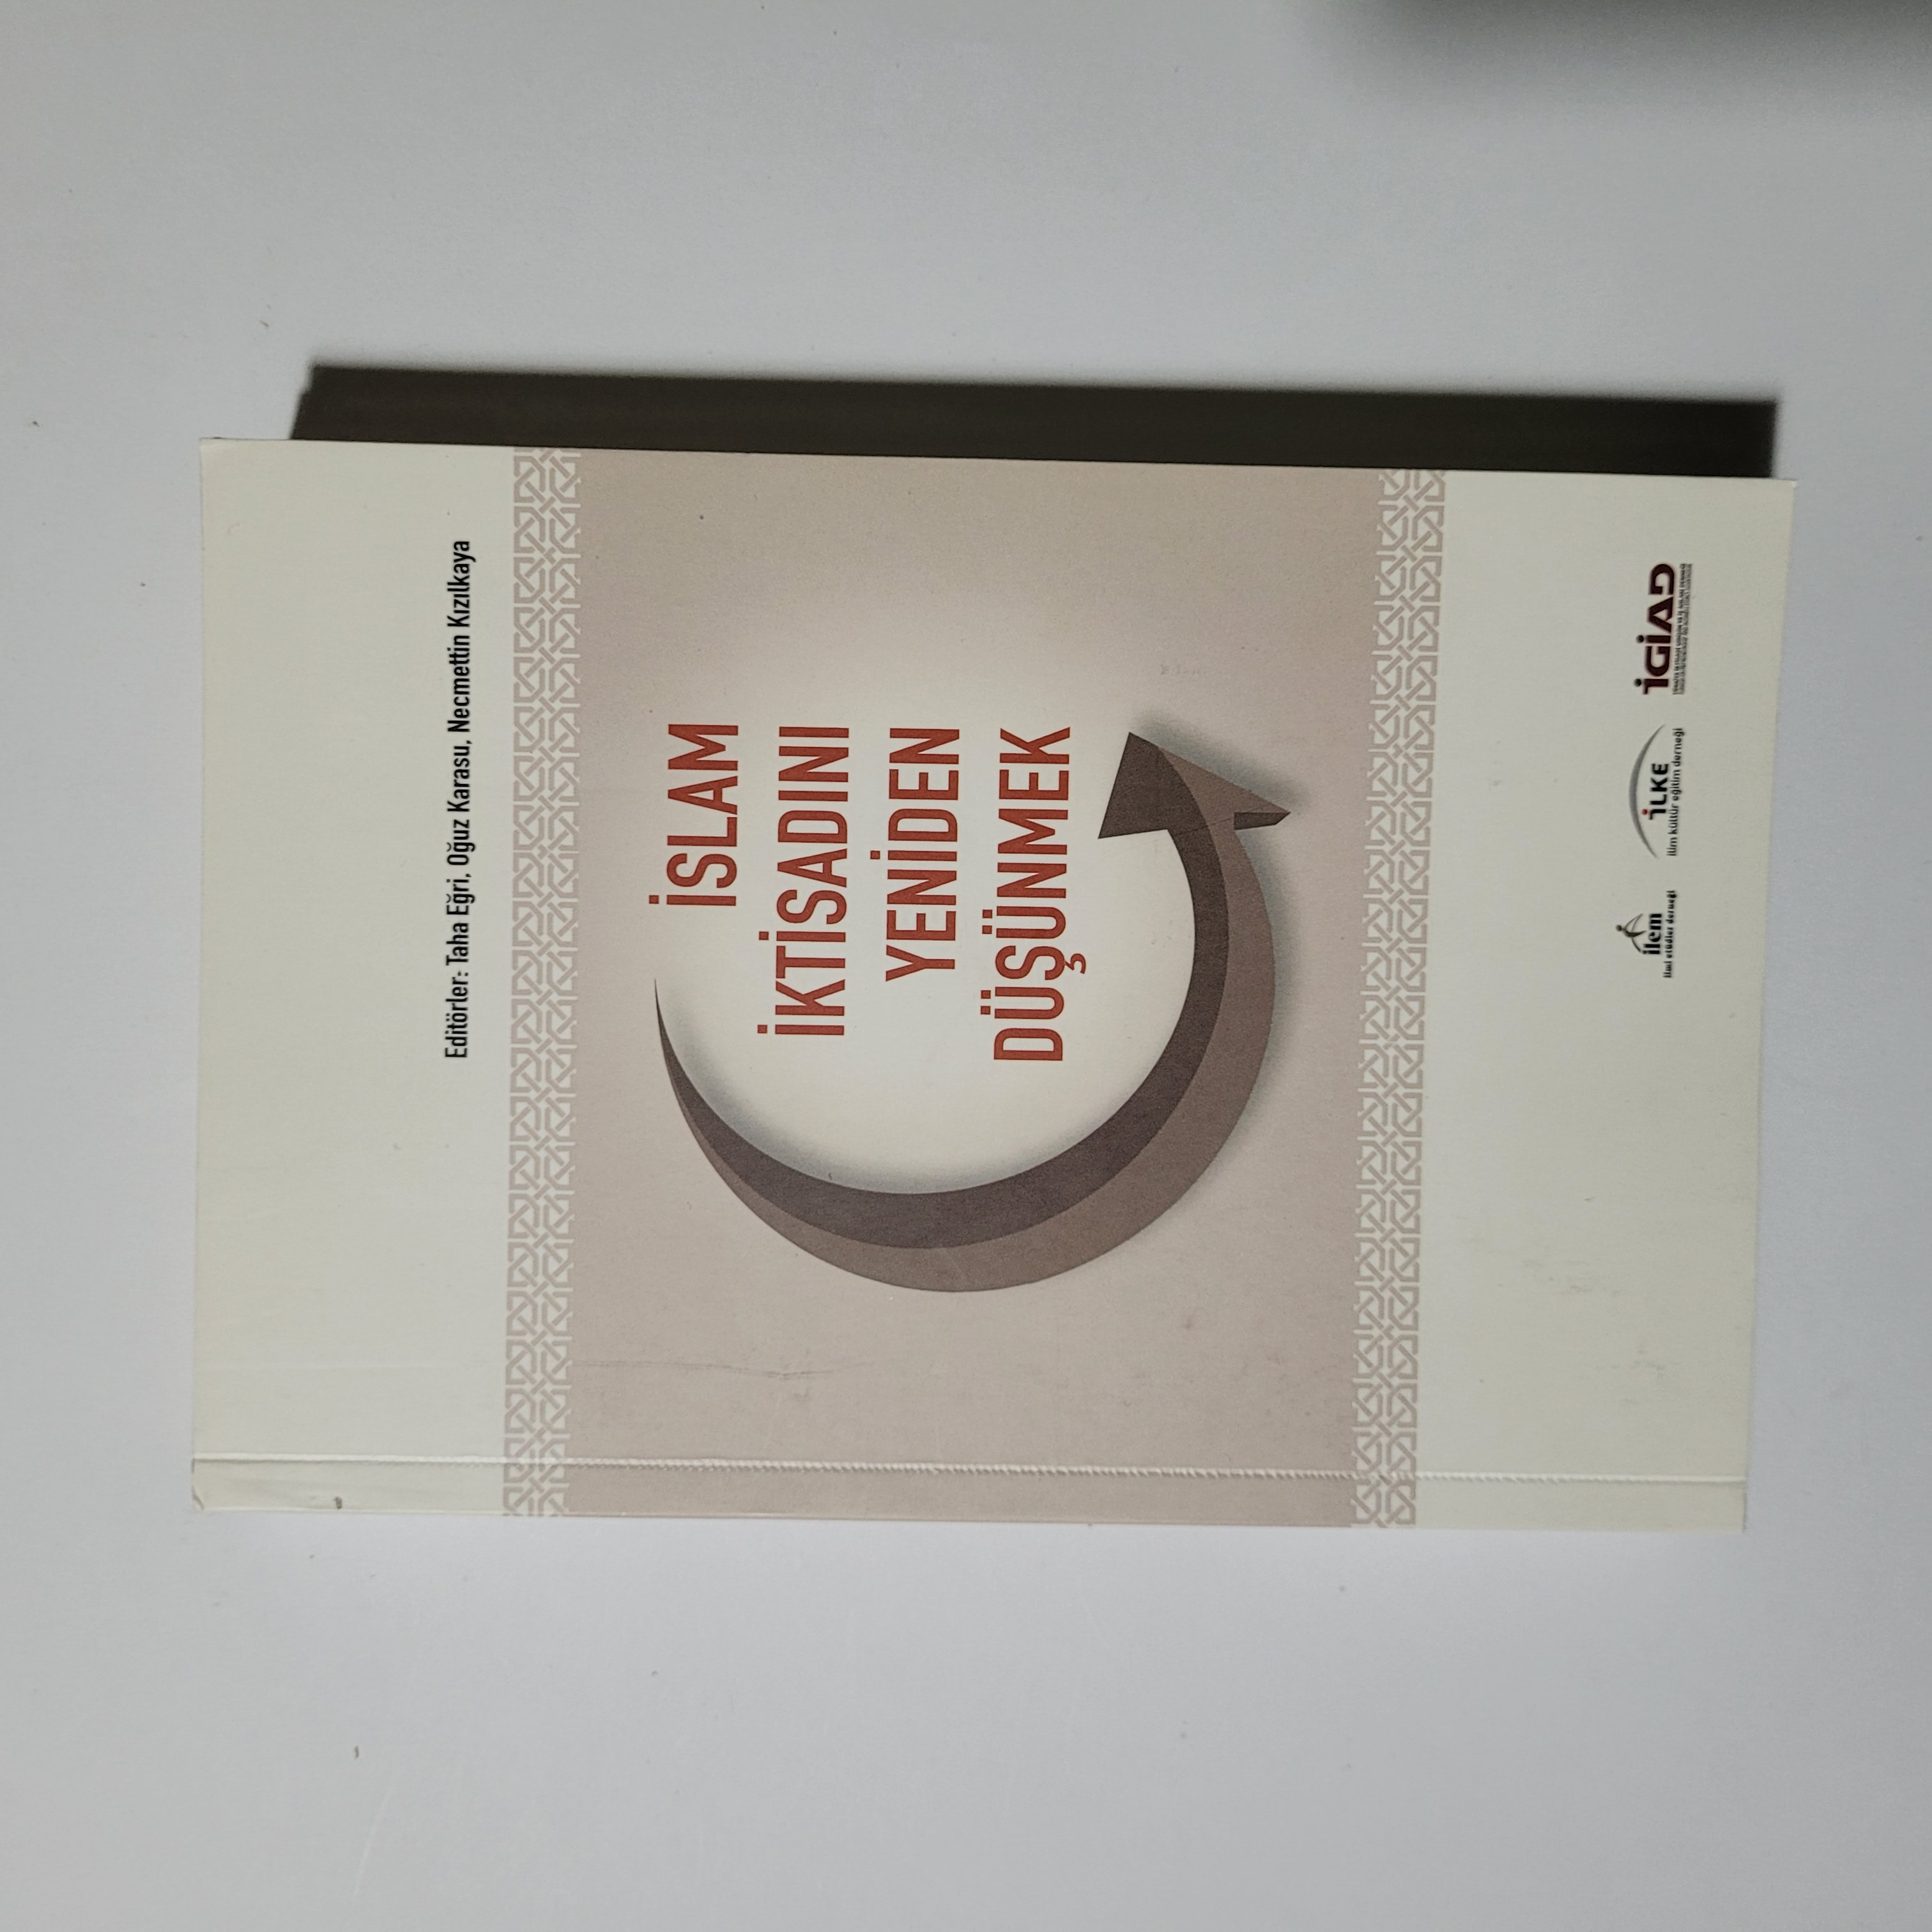 Editörler: Taha Eğri, Oğuz Karasu, Necmettin Kızılkaya
İSLAM
İKTİSADINI
YENİDEN
DÜŞÜNMEK
ilem
ilmi etüdler derneği
İLKE
ilim kültür eğitim derneği
İGİAD